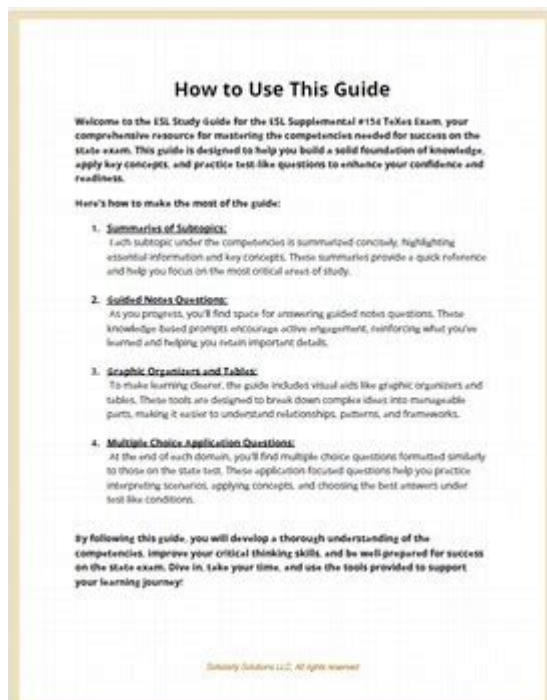 How to Use This Guide
Welcome to the ESL Study Guide for the ESL Supplemental #154 TeXes Exam, your
comprehensive resource for mastering the competencies needed for success on the
state exam. This guide is designed to help you build a solid foundation of knowledge,
apply key concepts, and practice test-like questions to enhance your confidence and
readiness.
Here's how to make the most of the guide:
1. Summaries of Subtopics:
Each subtopic under the competencies is summarized concisely, highlighting
essential information and key concepts. These summaries provide a quick reference
and help you focus on the most critical areas of study.
2. Guided Notes Questions:
As you progress, you'll find space for answering guided notes questions. These
knowledge-based prompts encourage active engagement, reinforcing what you've
learned and helping you retain important details.
3. Graphic Organizers and Tables:
To make learning clearer, the guide includes visual aids like graphic organizers and
tables. These tools are designed to break down complex ideas into manageable
parts, making it easier to understand relationships, patterns, and frameworks.
4. Multiple Choice Application Questions:
At the end of each domain, you'll find multiple choice questions formatted similarly
to those on the state test. These application-focused questions help you practice
interpreting scenarios, applying concepts, and choosing the best answers under
test-like conditions.
By following this guide, you will develop a thorough understanding of the
competencies, improve your critical thinking skills, and be well-prepared for success
on the state exam. Dive in, take your time, and use the tools provided to support
your learning journey!
Scholarly Solutions LLC, All rights reserved